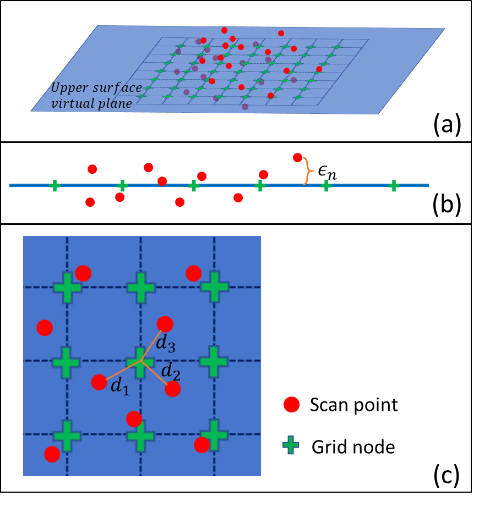 Upper surface
virtual plane
(a)
ϵn
(b)
d3
d2
d1
Scan point
Grid node
(c)